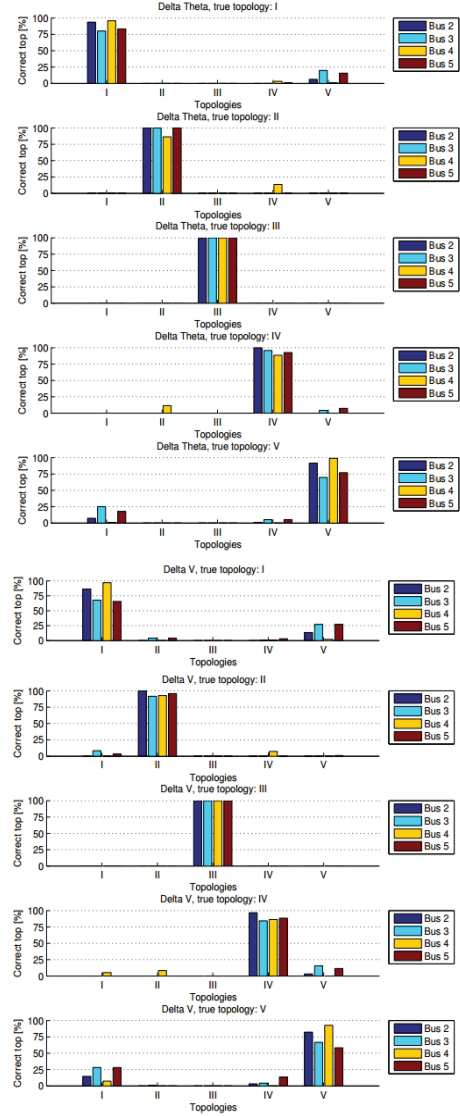 Delta Theta, true topology: I
Correct top [%]
100
75
50
25
0
I II III IV V
Topologies
Bus 2
Bus 3
Bus 4
Bus 5
Delta Theta, true topology: II
Correct top [%]
100
75
50
25
0
I II III IV V
Topologies
Bus 2
Bus 3
Bus 4
Bus 5
Delta Theta, true topology: III
Correct top [%]
100
75
50
25
0
I II III IV V
Topologies
Bus 2
Bus 3
Bus 4
Bus 5
Delta Theta, true topology: IV
Correct top [%]
100
75
50
25
0
I II III IV V
Topologies
Bus 2
Bus 3
Bus 4
Bus 5
Delta Theta, true topology: V
Correct top [%]
100
75
50
25
0
I II III IV V
Topologies
Bus 2
Bus 3
Bus 4
Bus 5
Delta V, true topology: I
Correct top [%]
100
75
50
25
0
I II III IV V
Topologies
Bus 2
Bus 3
Bus 4
Bus 5
Delta V, true topology: II
Correct top [%]
100
75
50
25
0
I II III IV V
Topologies
Bus 2
Bus 3
Bus 4
Bus 5
Delta V, true topology: III
Correct top [%]
100
75
50
25
0
I II III IV V
Topologies
Bus 2
Bus 3
Bus 4
Bus 5
Delta V, true topology: IV
Correct top [%]
100
75
50
25
0
I II III IV V
Topologies
Bus 2
Bus 3
Bus 4
Bus 5
Delta V, true topology: V
Correct top [%]
100
75
50
25
0
I II III IV V
Topologies
Bus 2
Bus 3
Bus 4
Bus 5